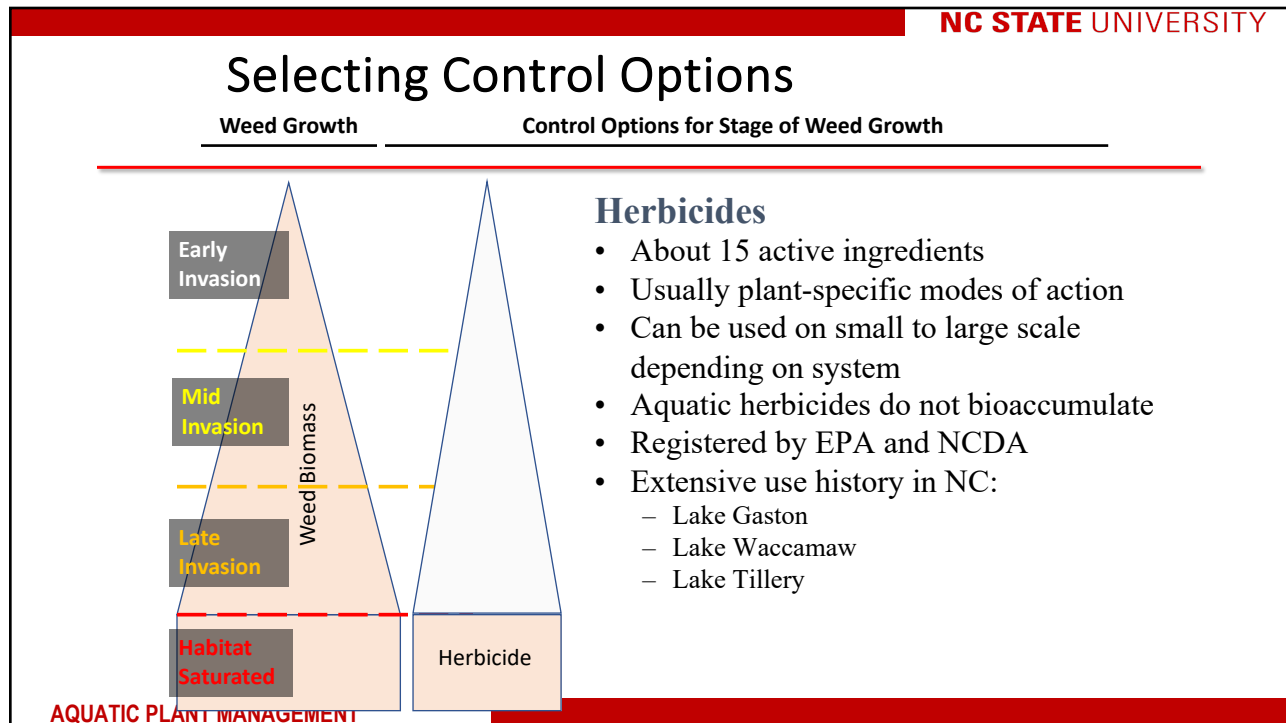 NC STATE UNIVERSITY
Selecting Control Options
Weed Growth
Control Options for Stage of Weed Growth
Early
Invasion
Mid
Invasion
Late
Invasion
Habitat
Saturated
Weed Biomass
Herbicide
Herbicides
• About 15 active ingredients
• Usually plant-specific modes of action
• Can be used on small to large scale
depending on system
• Aquatic herbicides do not bioaccumulate
• Registered by EPA and NCDA
• Extensive use history in NC:
– Lake Gaston
– Lake Waccamaw
– Lake Tillery
AQUATIC PLANT MANAGEMENT